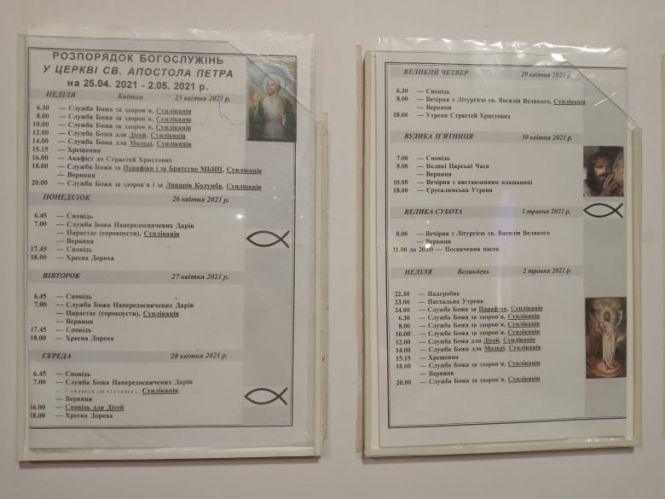 РОЗПОРЯДОК БОГОСЛУЖІНЬ
У ЦЕРКВІ СВ. АПОСТОЛА ПЕТРА
на 25.04. 2021 - 2.05. 2021 р.
НЕДІЛЯ Квітна 25 квітня 2021 р.
6.30 — Служба Божа за здоров'я, Суплікація
8.00 — Служба Божа за здоров'я, Суплікація
10.00 — Служба Божа за здоров'я, Суплікація
12.00 — Служба Божа для Дітей, Суплікація
14.00 — Служба Божа для Молоді, Суплікація
15.15 — Хрещення
16.00 — Акафіст до Страстей Христових
18.00 — Служба Божа за Парафіян і за Братство МБНП, Суплікація
— Вервиця
20.00 — Служба Божа за здоров'я і за Лицарів Колумба, Суплікація
ПОНЕДІЛОК 26 квітня 2021 р.
6.45 — Сповідь
7.00 — Служба Божа Напередосвячених Дарів
— Парастас (сорокоусти), Суплікація
— Вервиця
17.45 — Сповідь
18.00 — Хресна Дорога
ВІВТОРОК 27 квітня 2021 р.
6.45 — Сповідь
7.00 — Служба Божа Напередосвячених Дарів
— Парастас (сорокоусти), Суплікація
— Вервиця
17.45 — Сповідь
18.00 — Хресна Дорога
СЕРЕДА 28 квітня 2021 р.
6.45 — Сповідь
7.00 — Служба Божа Напередосвячених Дарів
— Суплікація
— Вервиця
16.00 — Сповідь для Дітей
18.00 — Хресна Дорога
ВЕЛИКИЙ ЧЕТВЕР 29 квітня 2021 р.
6.30 — Сповідь
8.00 — Вечірня з Літургією св. Василія Великого, Суплікація
— Вервиця
18.00 — Утреня Страстей Христових
ВЕЛИКА П'ЯТНИЦЯ 30 квітня 2021 р.
7.00 — Сповідь
8.00 — Великі Царські Часи
— Вервиця
10.00 — Вечірня з виставленням плащаниці
18.00 — Єрусалимська Утреня
ВЕЛИКА СУБОТА 1 травня 2021 р.
8.00 — Вечірня з Літургією св. Василія Великого
— Вервиця
11.00 до 20.00 — Посвячення пасок
НЕДІЛЯ Великдень 2 травня 2021 р.
22.30 — Надгробне
23.00 — Пасхальна Утреня
24.00 — Служба Божа за Параф-ян, Суплікація
6.30 — Служба Божа за здоров'я, Суплікація
8.00 — Служба Божа за здоров'я, Суплікація
10.00 — Служба Божа за здоров'я, Суплікація
12.00 — Служба Божа для Дітей, Суплікація
14.00 — Служба Божа для Молоді, Суплікація
15.15 — Хрещення
18.00 — Служба Божа за здоров'я, Суплікація
— Вервиця
20.00 — Служба Божа за здоров'я, Суплікація